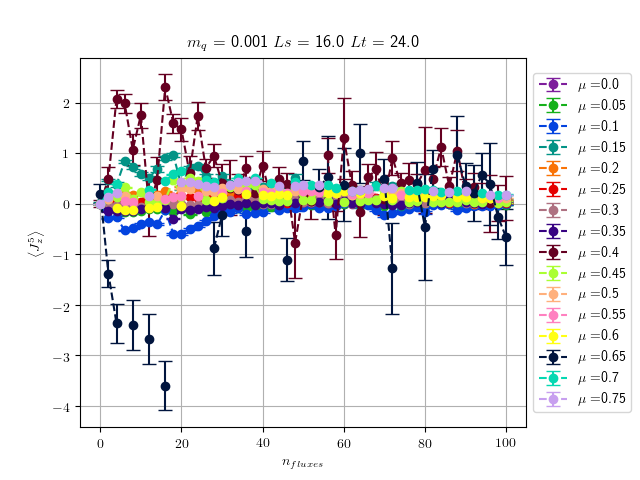 m_q = 0.001 Ls = 16.0 Lt = 24.0
2
1
0
−1
−2
−3
−4
⟨J_z^5⟩
0 20 40 60 80 100
n_{fluxes}
μ =0.0
μ =0.05
μ =0.1
μ =0.15
μ =0.2
μ =0.25
μ =0.3
μ =0.35
μ =0.4
μ =0.45
μ =0.5
μ =0.55
μ =0.6
μ =0.65
μ =0.7
μ =0.75